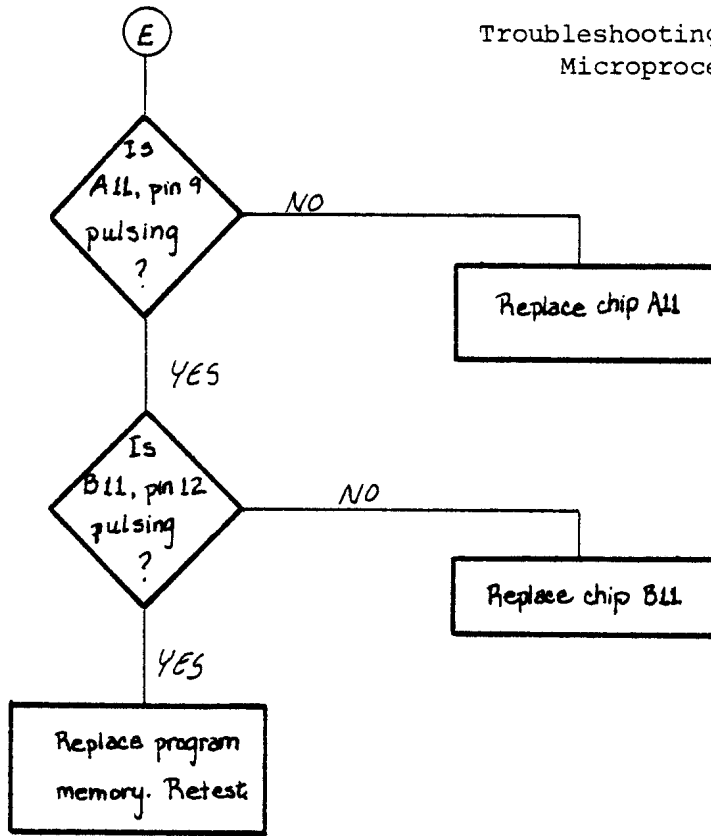 E
Troubleshooting
Microproce
Is
A11, pin 9
pulsing
?
NO
Replace chip A11
YES
Is
B11, pin 12
pulsing
?
NO
Replace chip B11
YES
Replace program
memory. Retest.